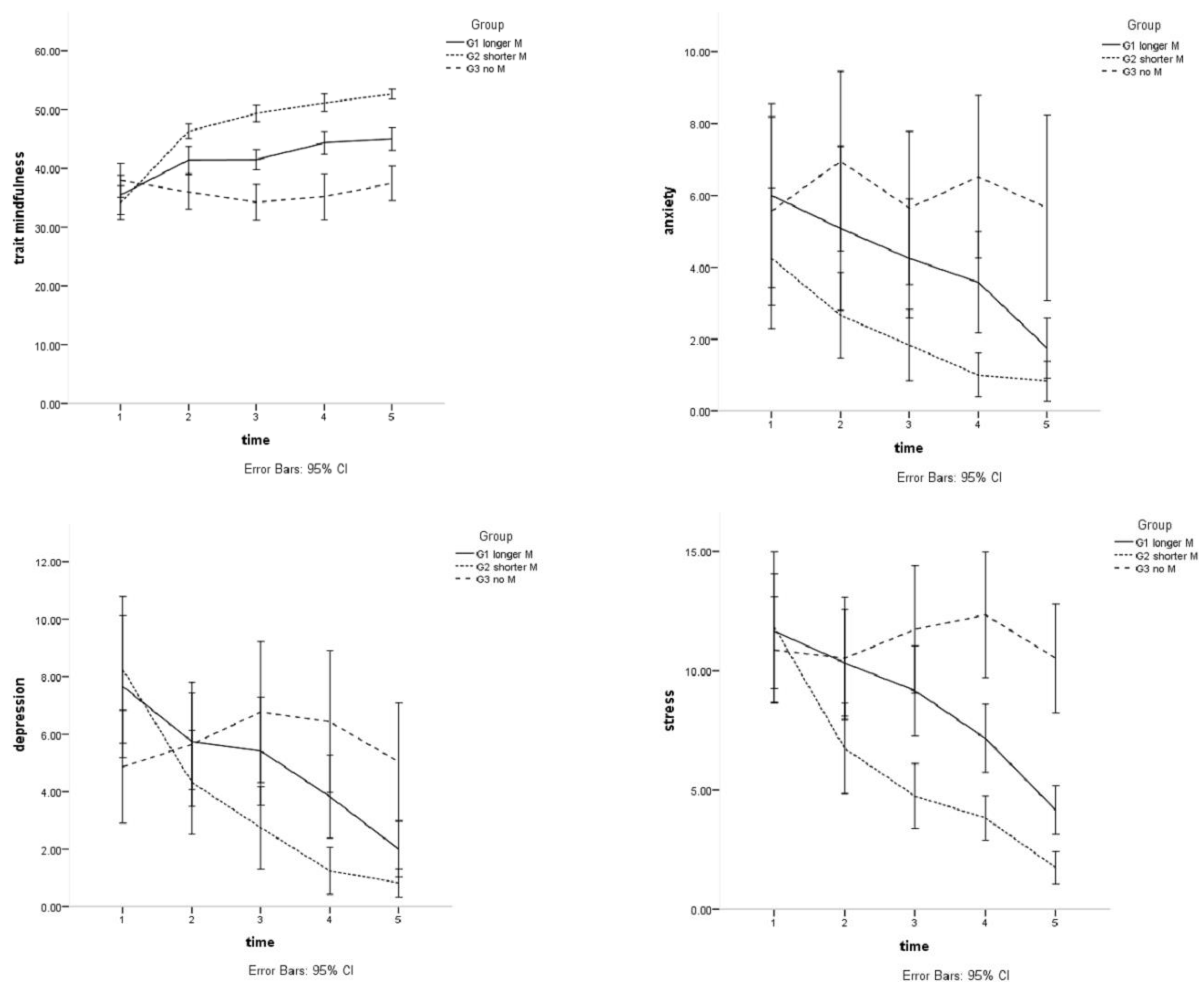 Group
G1 longer M
G2 shorter M
G3 no M
60.00
50.00
40.00
30.00
20.00
10.00
0.00
trait mindfulness
1 2 3 4 5
time
Error Bars: 95% CI
Group
G1 longer M
G2 shorter M
G3 no M
10.00
8.00
6.00
4.00
2.00
0.00
anxiety
1 2 3 4 5
time
Error Bars: 95% CI
Group
G1 longer M
G2 shorter M
G3 no M
12.00
10.00
8.00
6.00
4.00
2.00
0.00
depression
1 2 3 4 5
time
Error Bars: 95% CI
Group
G1 longer M
G2 shorter M
G3 no M
15.00
10.00
5.00
0.00
stress
1 2 3 4 5
time
Error Bars: 95% CI